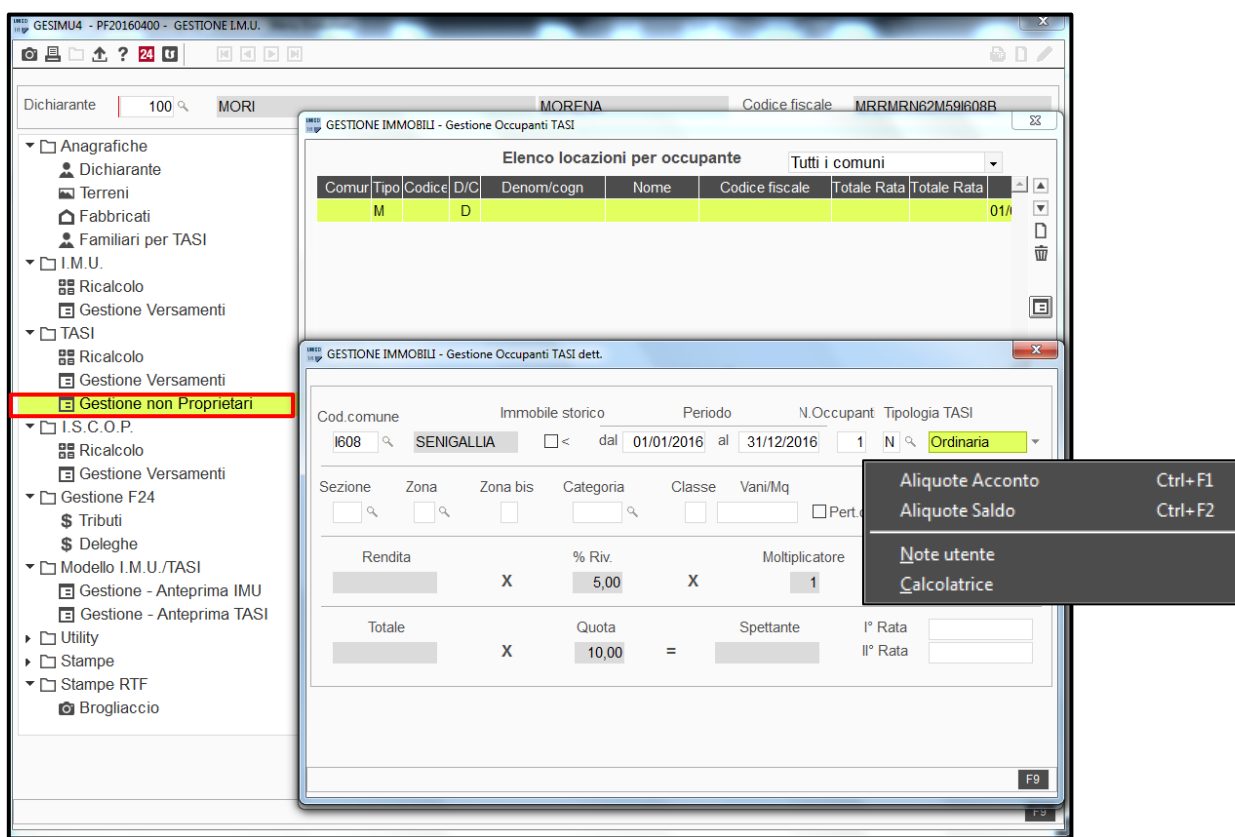 GESIMU4 - PF20160400 - GESTIONE I.M.U.
24
Dichiarante 100 MORI MORENA Codice fiscale MRRMRN62M59I608B
Anagrafiche
Dichiarante
Terreni
Fabbricati
Familiari per TASI
I.M.U.
Ricalcolo
Gestione Versamenti
TASI
Ricalcolo
Gestione Versamenti
Gestione non Proprietari
I.S.C.O.P.
Ricalcolo
Gestione Versamenti
Gestione F24
$ Tributi
$ Deleghe
Modello I.M.U./TASI
Gestione - Anteprima IMU
Gestione - Anteprima TASI
Utility
Stampe
Stampe RTF
Brogliaccio
GESTIONE IMMOBILI - Gestione Occupanti TASI
Elenco locazioni per occupante Tutti i comuni
Comur Tipo Codice D/C Denom/cogn Nome Codice fiscale Totale Rata Totale Rata
M D 01/
GESTIONE IMMOBILI - Gestione Occupanti TASI dett.
Cod.comune Immobile storico Periodo N.Occupanti Tipologia TASI
I608 SENIGALLIA < dal 01/01/2016 al 31/12/2016 1 N Ordinaria
Sezione Zona Zona bis Categoria Classe Vani/Mq
Pert.
Rendita % Riv. Moltiplicatore
X 5,00 X 1
Totale Quota Spettante I° Rata
X 10,00 = II° Rata
F9
F9
Aliquote Acconto Ctrl+F1
Aliquote Saldo Ctrl+F2
Note utente
Calcolatrice